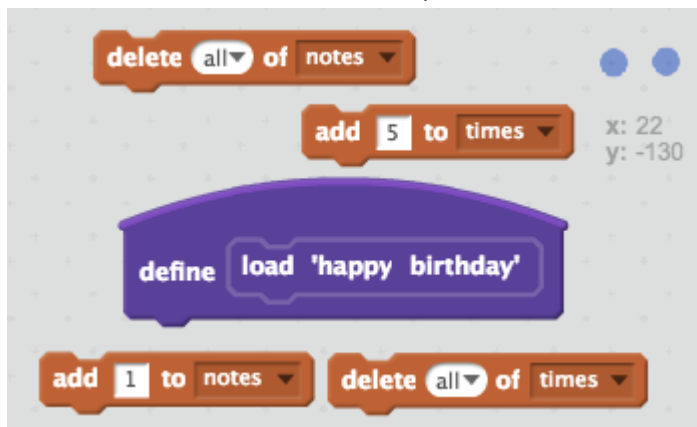 delete all of notes
add 5 to times
x: 22
y: -130
define load 'happy birthday'
add 1 to notes
delete all of times